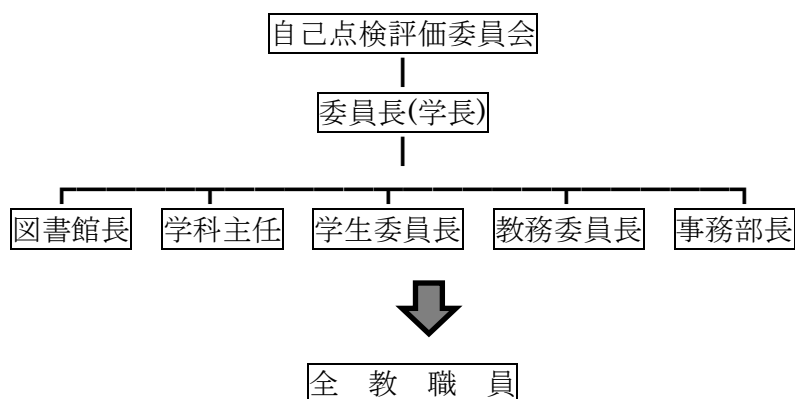 自己点検評価委員会
委員長(学長)
図書館長 学科主任 学生委員長 教務委員長 事務部長
全 教 職 員